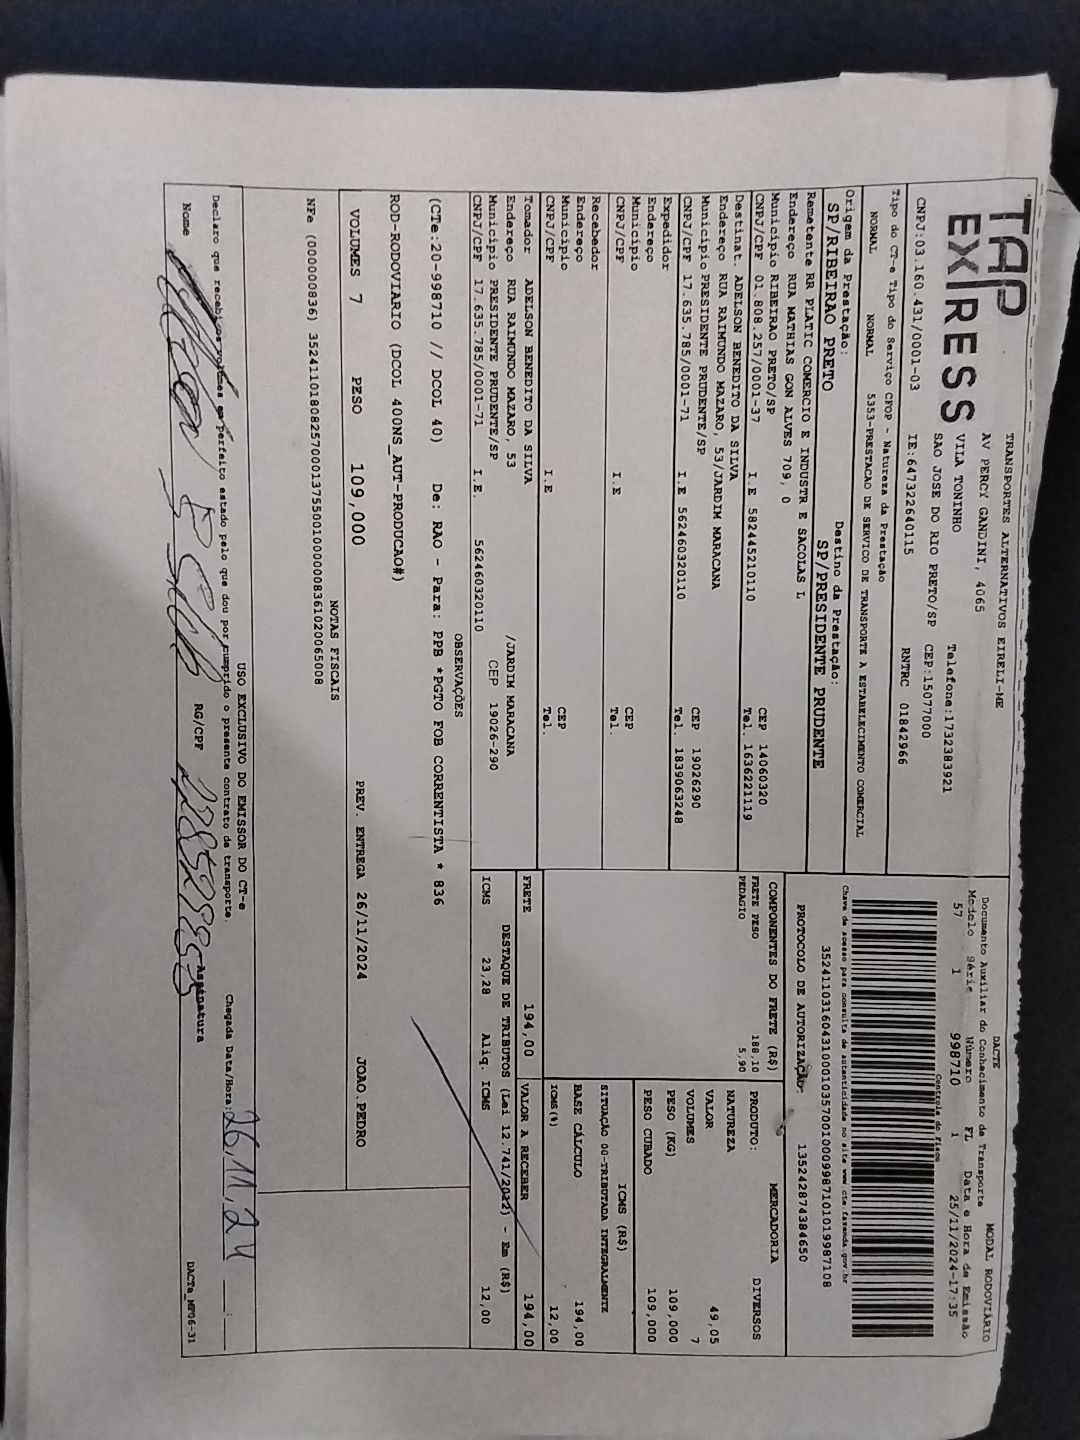 TAP EXPRESS
TRANSPORTES ALTERNATIVOS EIRELI-ME
AV PERCY GANDINI, 4065
VILA TONINHO Telefone:1732383921
SAO JOSE DO RIO PRETO/SP CEP:15077000
CNPJ:03.160.431/0001-03 IE:647322640115 RNTRC 01842966
DACTE MODAL RODOVIÁRIO
Documento Auxiliar do Conhecimento de Transporte
Modelo Série Número FL Data e Hora de Emissão
57 1 998710 1 25/11/2024-17:35
Controle do Fisco
Chave de acesso para consulta de autenticidade no site www.cte.fazenda.gov.br
35241103160431000103570010009987101019987108
PROTOCOLO DE AUTORIZAÇÃO: 135242874384650
Tipo do CT-e Tipo do Serviço CFOP - Natureza da Prestação
NORMAL NORMAL 5353-PRESTACAO DE SERVICO DE TRANSPORTE A ESTABELECIMENTO COMERCIAL
Origem da Prestação: Destino da Prestação:
SP/RIBEIRAO PRETO SP/PRESIDENTE PRUDENTE
Remetente RR PLATIC COMERCIO E INDUSTR E SACOLAS L
Endereço RUA MATHIAS GON ALVES 709, 0
Município RIBEIRAO PRETO/SP CEP 14060320
CNPJ/CPF 01.808.257/0001-37 I.E 582445210110 Tel. 1636221119
Destinat. ADELSON BENEDITO DA SILVA
Endereço RUA RAIMUNDO MAZARO, 53/JARDIM MARACANA
Município PRESIDENTE PRUDENTE/SP CEP 19026290
CNPJ/CPF 17.635.785/0001-71 I.E 562460320110 Tel. 1839063248
Expedidor
Endereço
Município CEP
CNPJ/CPF I.E Tel.
Recebedor
Endereço
Município CEP
CNPJ/CPF I.E Tel.
Tomador ADELSON BENEDITO DA SILVA
Endereço RUA RAIMUNDO MAZARO, 53 /JARDIM MARACANA
Município PRESIDENTE PRUDENTE/SP CEP 19026-290
CNPJ/CPF 17.635.785/0001-71 I.E. 562460320110
COMPONENTES DO FRETE (R$)
FRETE PESO 188,10
PEDAGIO 5,90
PRODUTO: MERCADORIA
NATUREZA DIVERSOS
VALOR 49,05
VOLUMES 7
PESO (KG) 109,000
PESO CUBADO 109,000
ICMS (R$)
SITUAÇÃO 00-TRIBUTADA INTEGRALMENTE
BASE CÁLCULO 194,00
ICMS(%) 12,00
FRETE 194,00 VALOR A RECEBER 194,00
DESTAQUE DE TRIBUTOS (Lei 12.741/2012) - Em (R$)
ICMS 23,28 Aliq. ICMS 12,00
OBSERVAÇÕES
(CTe:20-998710 // DCOL 40) De: RAO - Para: PPB *PGTO FOB CORRENTISTA * 836
ROD-RODOVIARIO (DCOL 400NS_AUT-PRODUCAO#)
VOLUMES 7 PESO 109,000 PREV. ENTREGA 26/11/2024 JOAO.PEDRO
NOTAS FISCAIS
NFe (000000836) 35241101808257000137550010000008361020065008
USO EXCLUSIVO DO EMISSOR DO CT-e
Declaro que recebi os volumes em perfeito estado pelo que dou por cumprido o presente contrato de transporte. Chegada Data/Hora: 26,11,24 :
Nome RG/CPF Assinatura
DACTe_MF06-31